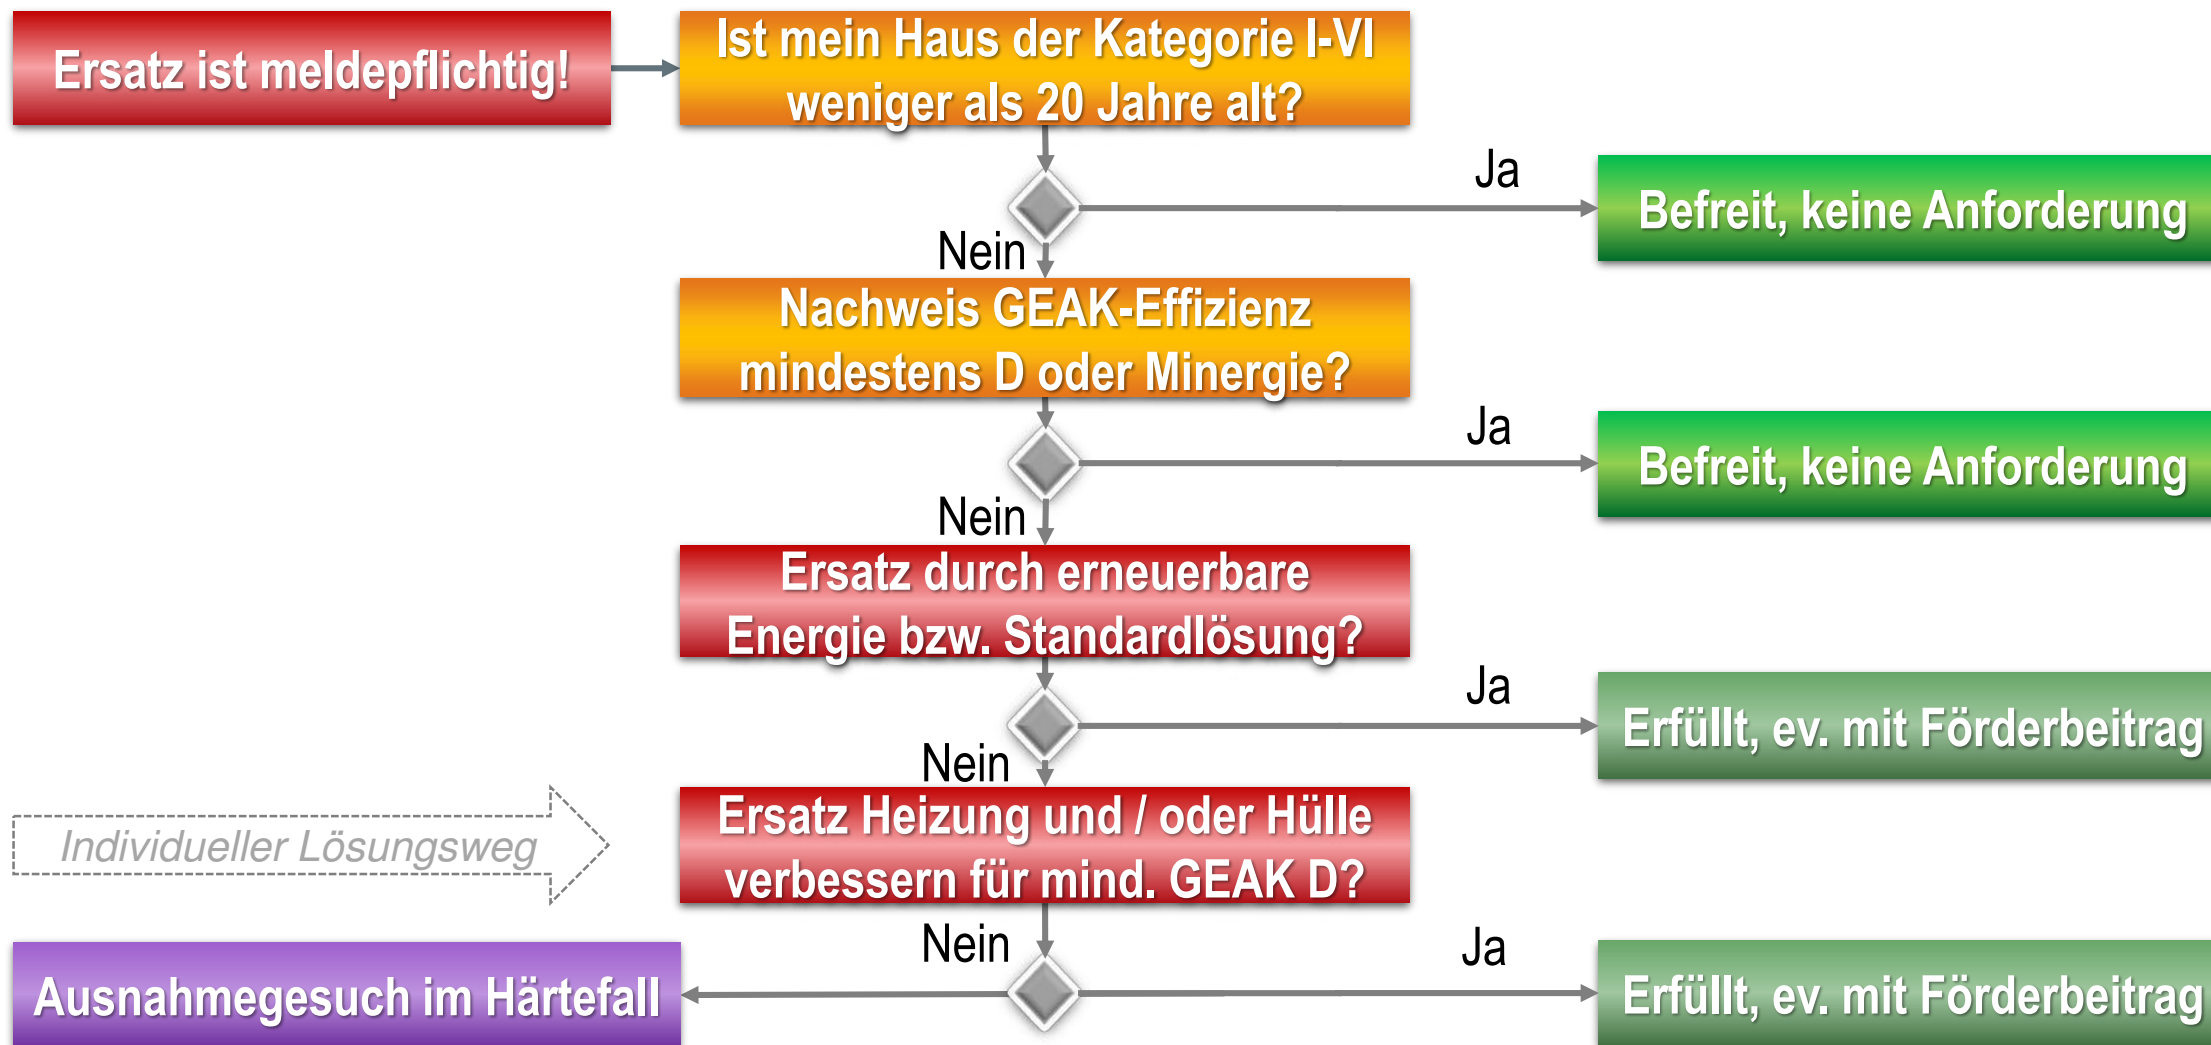 Ersatz ist meldepflichtig!
Ist mein Haus der Kategorie I-VI
weniger als 20 Jahre alt?
Ja
Befreit, keine Anforderung
Nein
Nachweis GEAK-Effizienz
mindestens D oder Minergie?
Ja
Befreit, keine Anforderung
Nein
Ersatz durch erneuerbare
Energie bzw. Standardlösung?
Ja
Erfüllt, ev. mit Förderbeitrag
Nein
Individueller Lösungsweg
Ersatz Heizung und / oder Hülle
verbessern für mind. GEAK D?
Nein
Ja
Ausnahmegesuch im Härtefall
Erfüllt, ev. mit Förderbeitrag